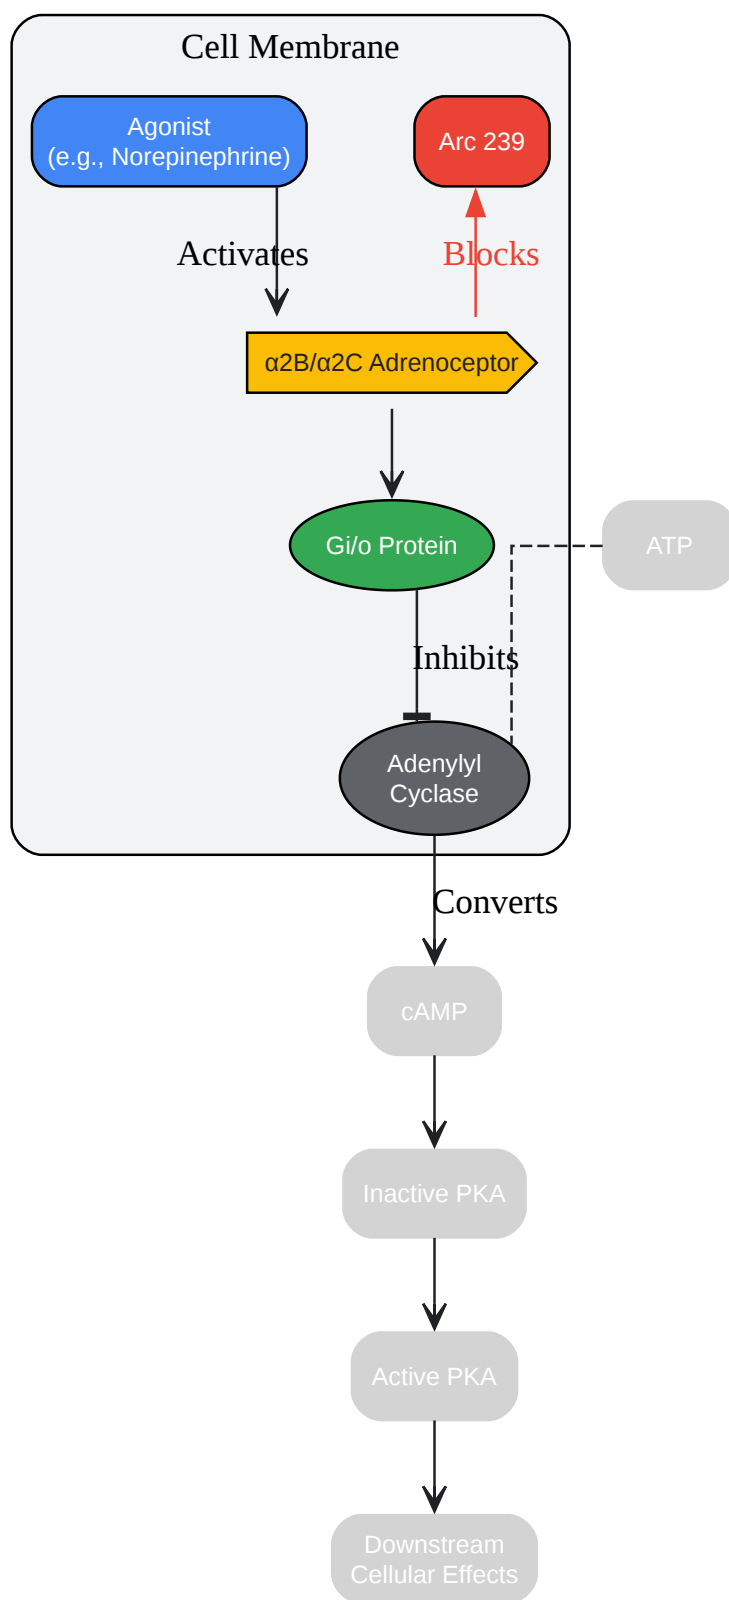 Cell Membrane
Agonist
(e.g., Norepinephrine)
Arc 239
Activates
Blocks
α2B/α2C Adrenoceptor
Gi/o Protein
ATP
Inhibits
Adenylyl
Cyclase
Converts
cAMP
Inactive PKA
Active PKA
Downstream
Cellular Effects